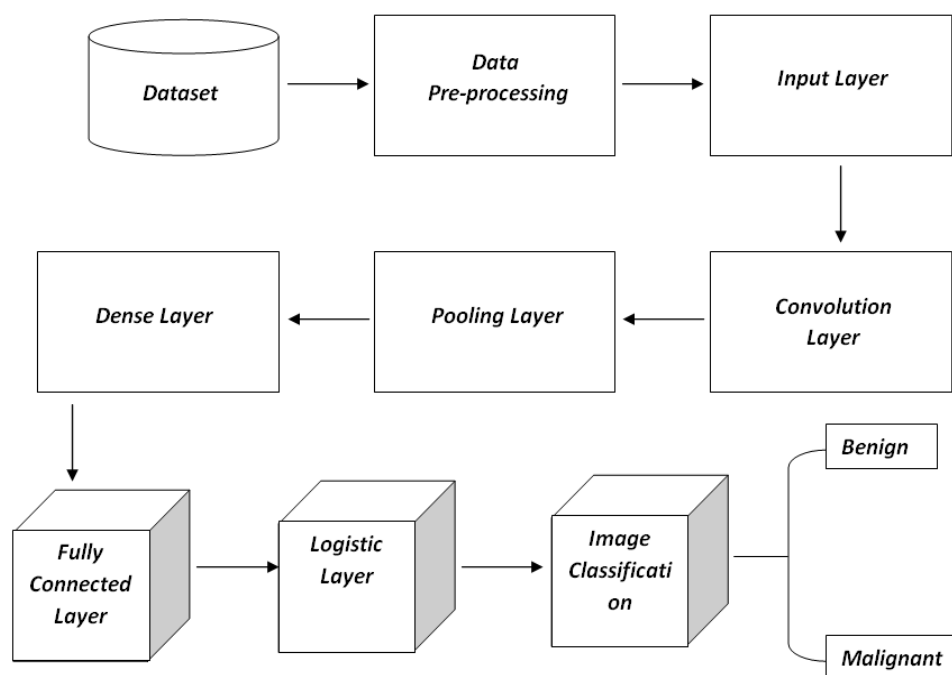 Dataset
Data
Pre-processing
Input Layer
Convolution
Layer
Pooling Layer
Dense Layer
Fully
Connected
Layer
Logistic
Layer
Image
Classificati
on
Benign
Malignant